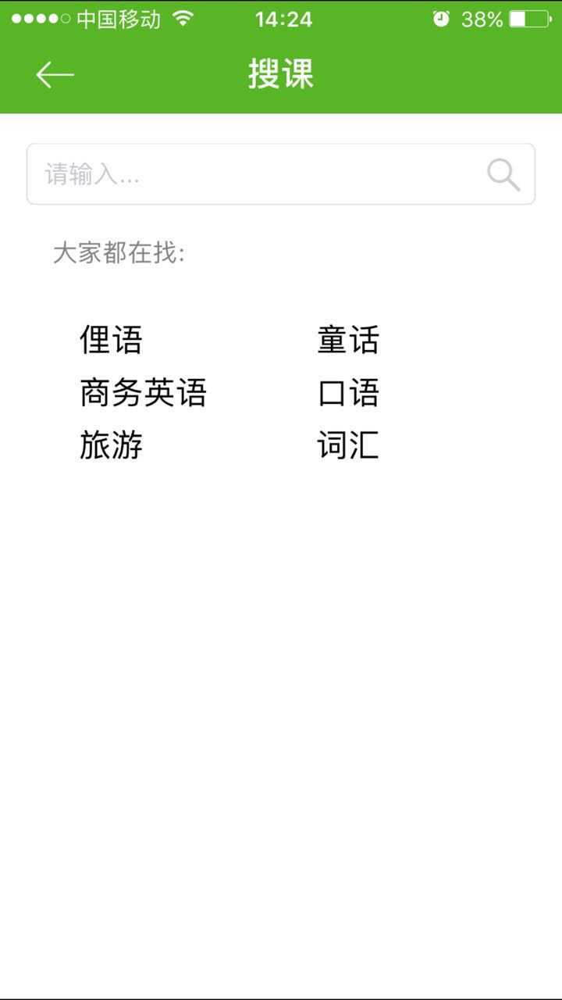 中国移动 14:24 38%
搜课
请输入...
大家都在找:
俚语 童话
商务英语 口语
旅游 词汇